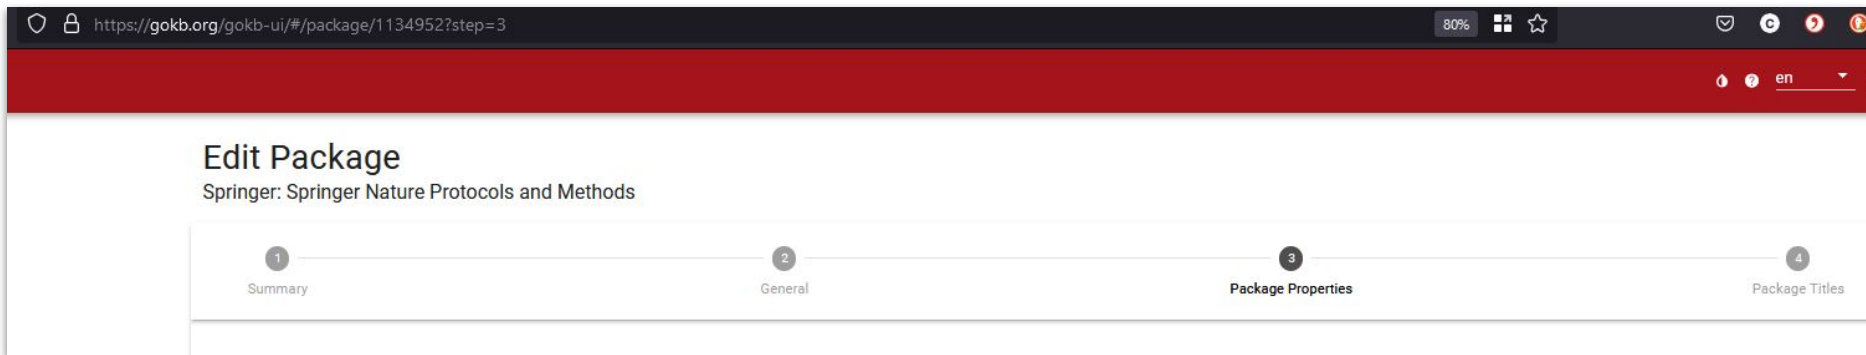 https://gokb.org/gokb-ui/#/package/1134952?step=3 80%
en
Edit Package
Springer: Springer Nature Protocols and Methods
1 2 3 4
Summary General Package Properties Package Titles